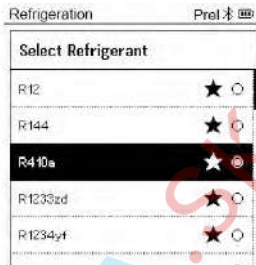 Refrigeration Prel
Select Refrigerant
R12
R144
R410a
R1233zd
R1234yf